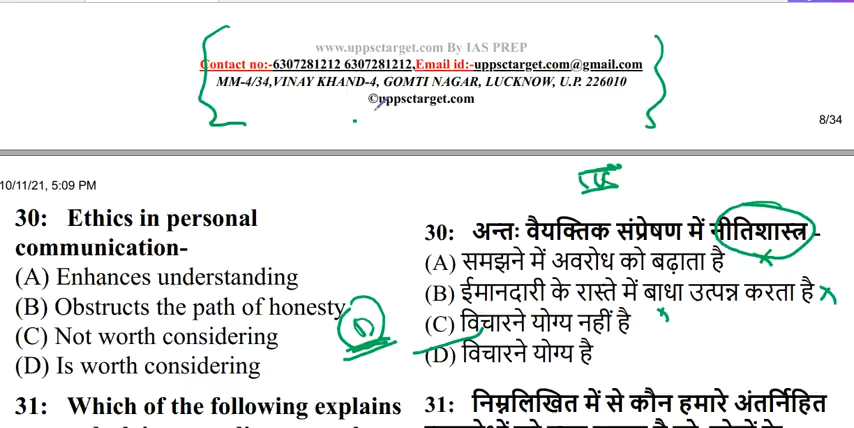 www.uppsctarget.com By IAS PREP
Contact no:-6307281212 6307281212,Email id:-uppsctarget.com@gmail.com
MM-4/34,VINAY KHAND-4, GOMTI NAGAR, LUCKNOW, U.P. 226010
©uppsctarget.com
8/34
10/11/21, 5:09 PM
30: Ethics in personal
communication-
(A) Enhances understanding
(B) Obstructs the path of honesty
(C) Not worth considering
(D) Is worth considering
31: Which of the following explains
30: अन्तः वैयक्तिक संप्रेषण में नीतिशास्त्र -
(A) समझने में अवरोध को बढ़ाता है
(B) ईमानदारी के रास्ते में बाधा उत्पन्न करता है
(C) विचारने योग्य नहीं है
(D) विचारने योग्य है
31: निम्नलिखित में से कौन हमारे अंतर्निहित
D